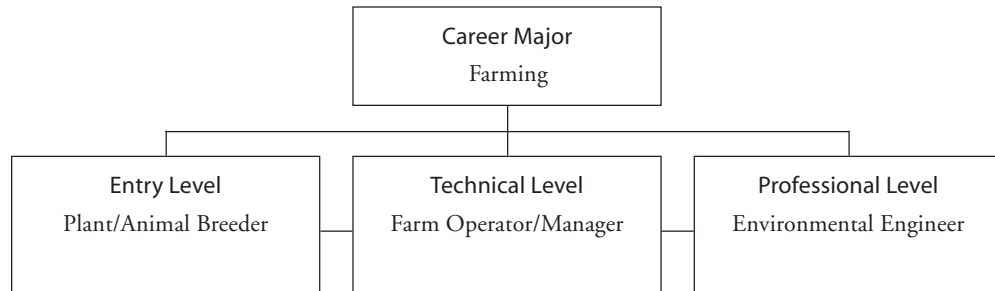 Career Major
Farming
Entry Level
Plant/Animal Breeder
Technical Level
Farm Operator/Manager
Professional Level
Environmental Engineer